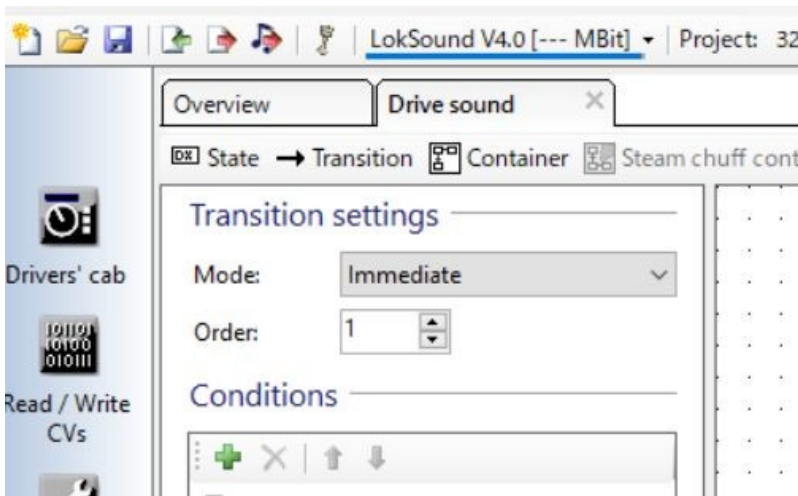 LokSound V4.0 [--- MBit] Project: 32
Overview Drive sound
State Transition Container Steam chuff cont
Transition settings
Drivers' cab
Mode: Immediate
Order: 1
Read / Write
CVs
Conditions